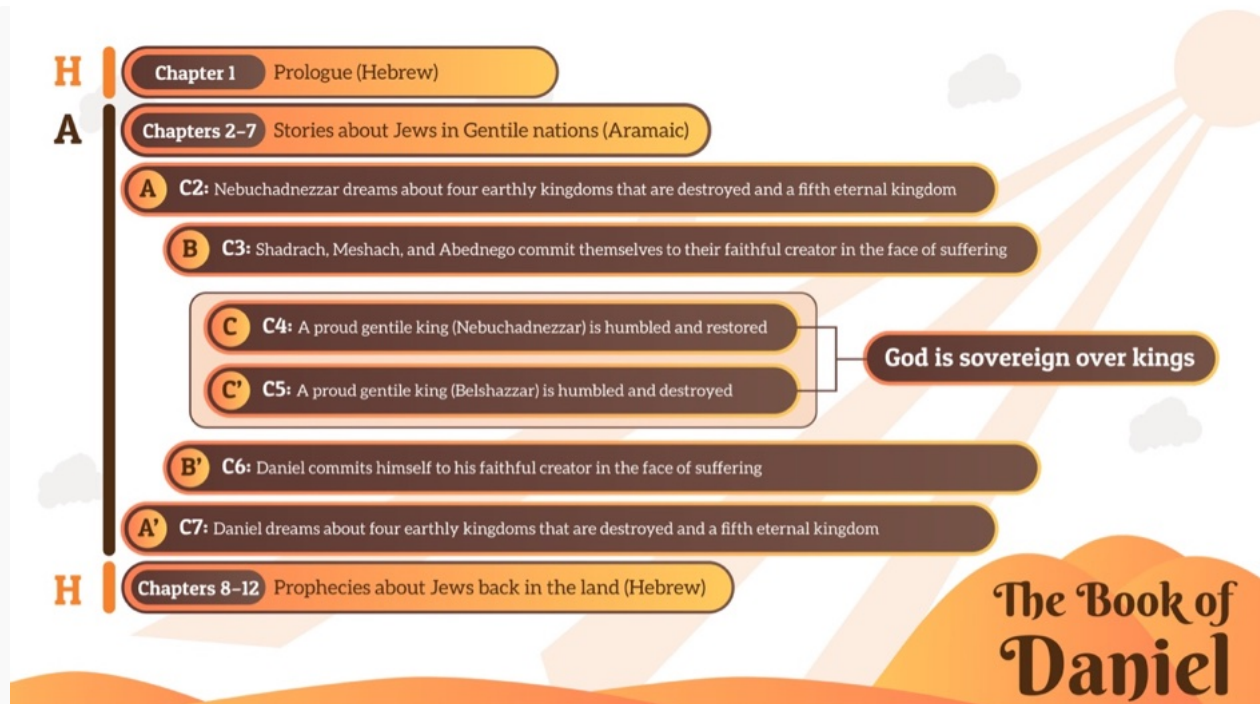 H
Chapter 1 Prologue (Hebrew)
A
Chapters 2–7 Stories about Jews in Gentile nations (Aramaic)
A C2: Nebuchadnezzar dreams about four earthly kingdoms that are destroyed and a fifth eternal kingdom
B C3: Shadrach, Meshach, and Abednego commit themselves to their faithful creator in the face of suffering
C C4: A proud gentile king (Nebuchadnezzar) is humbled and restored
C' C5: A proud gentile king (Belshazzar) is humbled and destroyed
God is sovereign over kings
B' C6: Daniel commits himself to his faithful creator in the face of suffering
A' C7: Daniel dreams about four earthly kingdoms that are destroyed and a fifth eternal kingdom
H
Chapters 8–12 Prophecies about Jews back in the land (Hebrew)
The Book of
Daniel